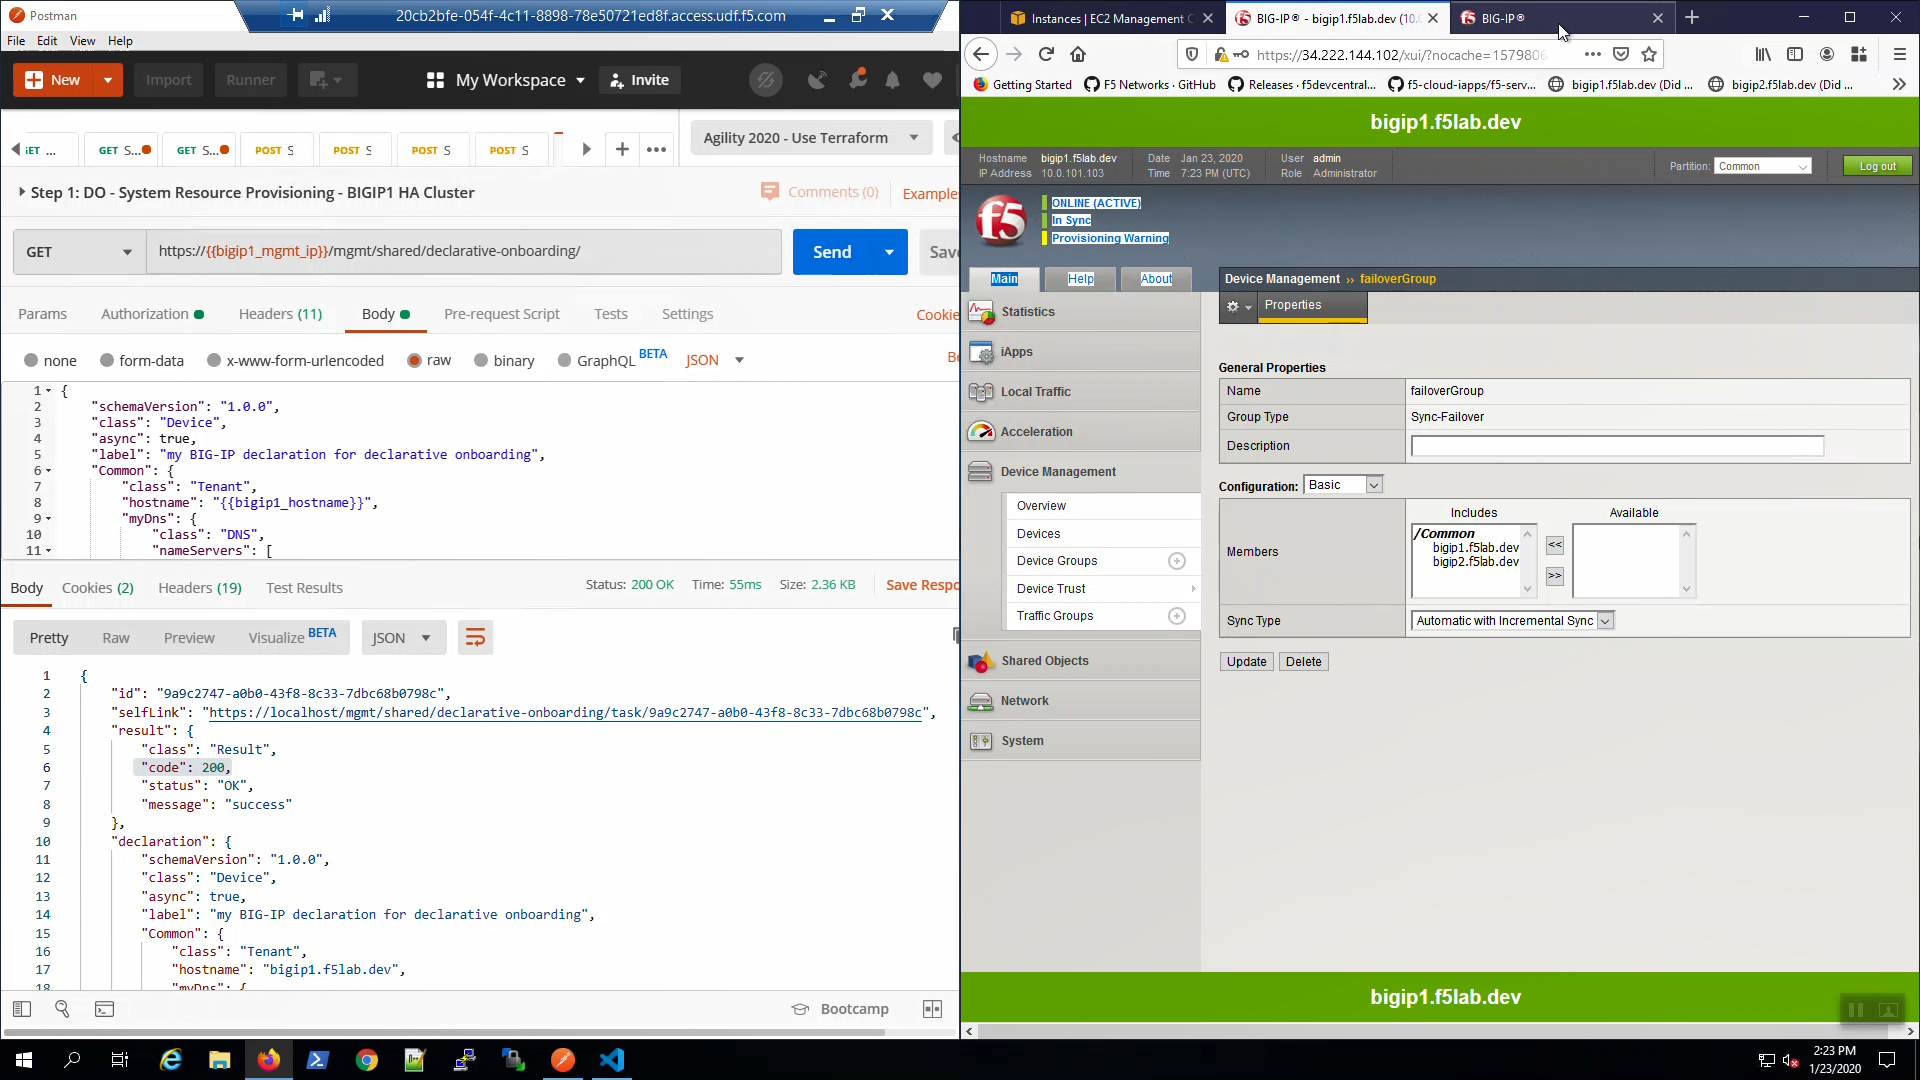 Postman
20cb2bfe-054f-4c11-8898-78e50721ed8f.access.udf.f5.com
File Edit View Help
New Import Runner My Workspace Invite
GET ... GET S... GET S... POST S POST S POST S POST S
Agility 2020 - Use Terraform
Step 1: DO - System Resource Provisioning - BIGIP1 HA Cluster
Comments (0) Examples
GET https://{{bigip1_mgmt_ip}}/mgmt/shared/declarative-onboarding/ Send Save
Params Authorization Headers (11) Body Pre-request Script Tests Settings Cookie
none form-data x-www-form-urlencoded raw binary GraphQL BETA JSON Be
1 {
2 "schemaVersion": "1.0.0",
3 "class": "Device",
4 "async": true,
5 "label": "my BIG-IP declaration for declarative onboarding",
6 "Common": {
7 "class": "Tenant",
8 "hostname": "{{bigip1_hostname}}",
9 "myDns": {
10 "class": "DNS",
11 "nameServers": [
Body Cookies (2) Headers (19) Test Results Status: 200 OK Time: 55ms Size: 2.36 KB Save Respo
Pretty Raw Preview Visualize BETA JSON
1 {
2 "id": "9a9c2747-a0b0-43f8-8c33-7dbc68b0798c",
3 "selfLink": "https://localhost/mgmt/shared/declarative-onboarding/task/9a9c2747-a0b0-43f8-8c33-7dbc68b0798c",
4 "result": {
5 "class": "Result",
6 "code": 200,
7 "status": "OK",
8 "message": "success"
9 },
10 "declaration": {
11 "schemaVersion": "1.0.0",
12 "class": "Device",
13 "async": true,
14 "label": "my BIG-IP declaration for declarative onboarding",
15 "Common": {
16 "class": "Tenant",
17 "hostname": "bigip1.f5lab.dev",
18 "myDns": {
Bootcamp
Instances | EC2 Management C BIG-IP® - bigip1.f5lab.dev (10.0 BIG-IP®
https://34.222.144.102/xui/?nocache=1579806
Getting Started F5 Networks · GitHub Releases · f5devcentral... f5-cloud-iapps/f5-serv... bigip1.f5lab.dev (Did ... bigip2.f5lab.dev (Did ...
bigip1.f5lab.dev
Hostname bigip1.f5lab.dev Date Jan 23, 2020 User admin
IP Address 10.0.101.103 Time 7:23 PM (UTC) Role Administrator
Partition: Common Log out
f5
ONLINE (ACTIVE)
In Sync
Provisioning Warning
Main Help About
Device Management ›› failoverGroup
Properties
Statistics
iApps
Local Traffic
Acceleration
Device Management
Overview
Devices
Device Groups
Device Trust
Traffic Groups
Shared Objects
Network
System
General Properties
Name failoverGroup
Group Type Sync-Failover
Description
Configuration: Basic
Includes Available
Members
/Common
bigip1.f5lab.dev
bigip2.f5lab.dev
<<
>>
Sync Type Automatic with Incremental Sync
Update Delete
bigip1.f5lab.dev
2:23 PM
1/23/2020